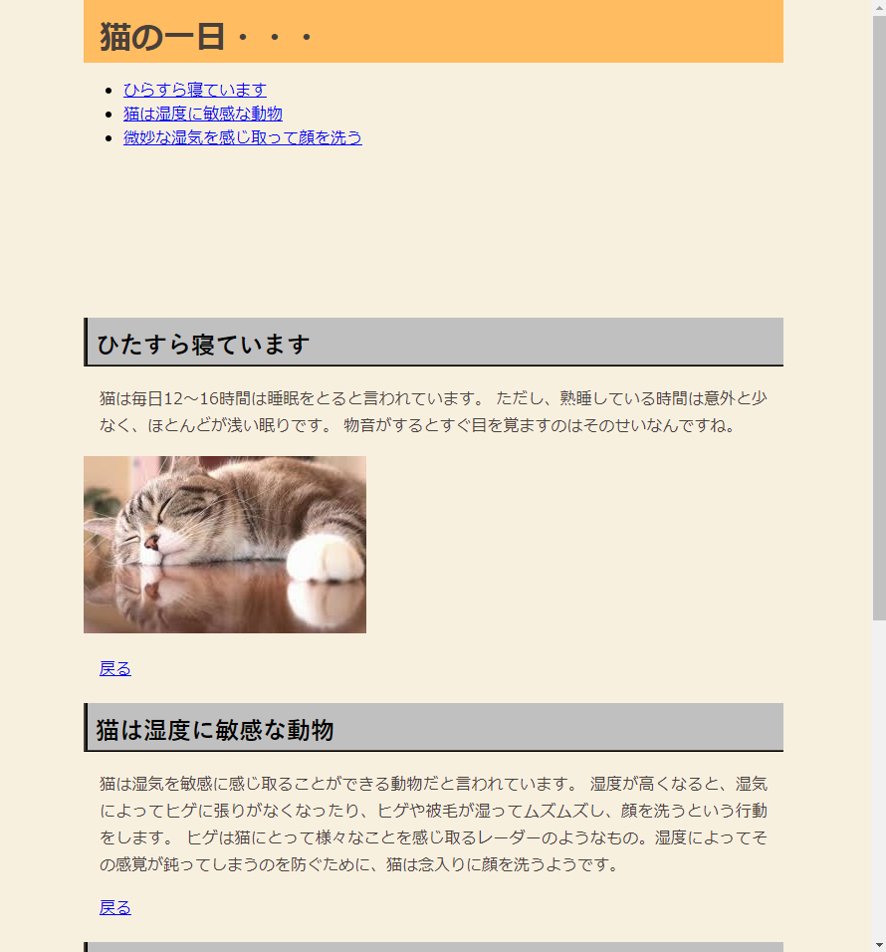 猫の一日・・・
ひらすら寝ています
猫は湿度に敏感な動物
微妙な湿気を感じ取って顔を洗う
ひたすら寝ています
猫は毎日12～16時間は睡眠をとると言われています。 ただし、熟睡している時間は意外と少
なく、ほとんどが浅い眠りです。 物音がするとすぐ目を覚ますのはそのせいなんですね。
戻る
猫は湿度に敏感な動物
猫は湿気を敏感に感じ取ることができる動物だと言われています。 湿度が高くなると、湿気
によってヒゲに張りがなくなったり、ヒゲや被毛が湿ってムズムズし、顔を洗うという行動
をします。 ヒゲは猫にとって様々なことを感じ取るレーダーのようなもの。湿度によってそ
の感覚が鈍ってしまうのを防ぐために、猫は念入りに顔を洗うようです。
戻る